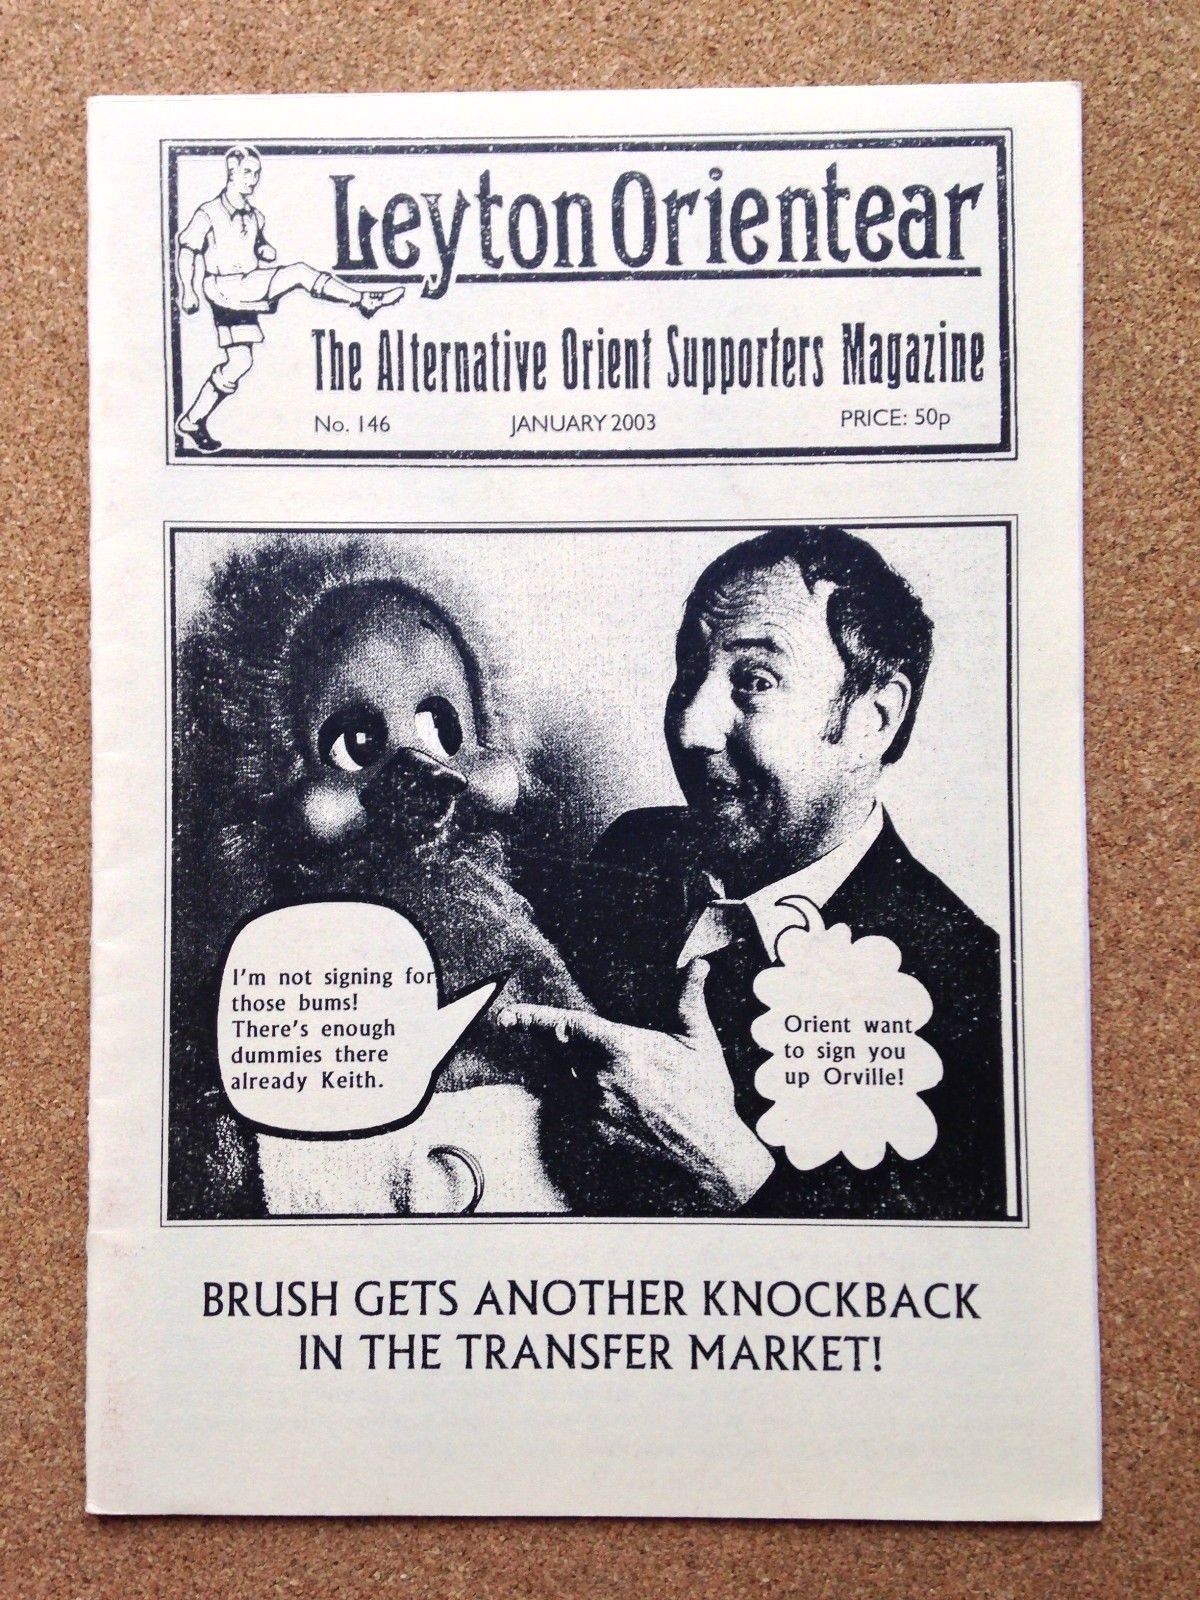 Leyton Orientear
The Alternative Orient Supporters Magazine
No. 146 JANUARY 2003 PRICE: 50p
I'm not signing for
those bums!
There's enough
dummies there
already Keith.
Orient want
to sign you
up Orville!
BRUSH GETS ANOTHER KNOCKBACK
IN THE TRANSFER MARKET!